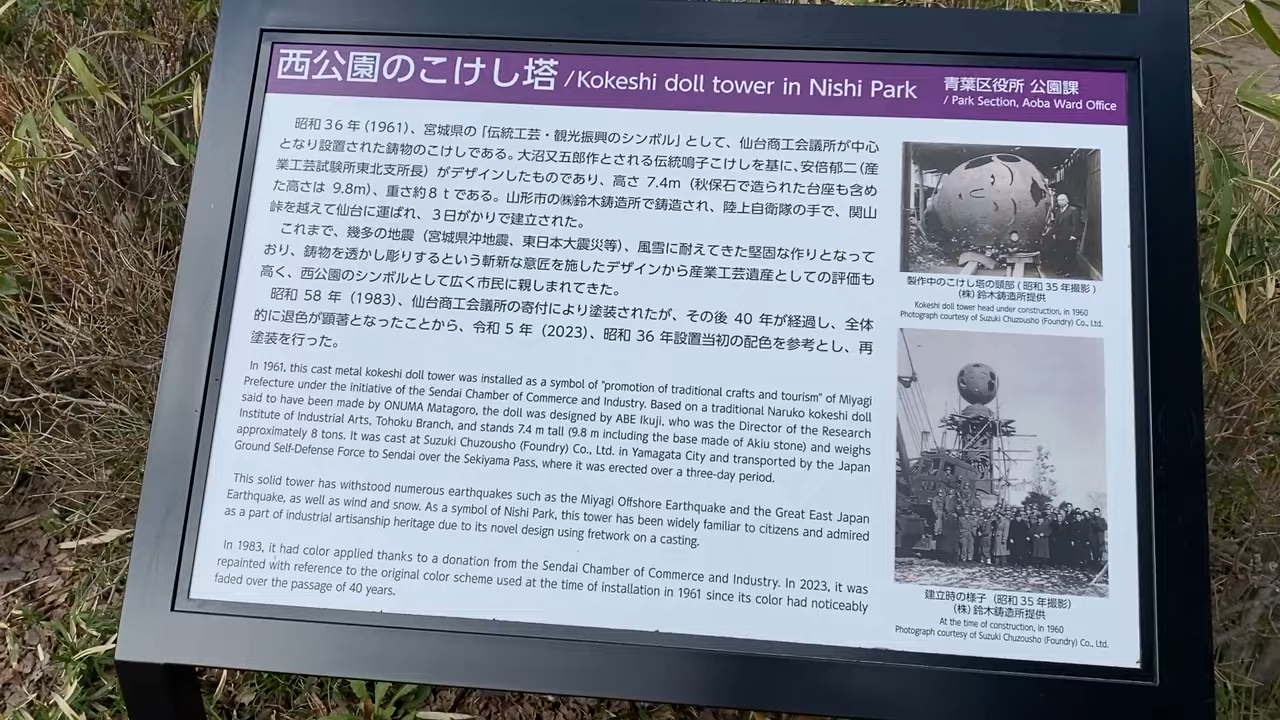 西公園のこけし塔 /Kokeshi doll tower in Nishi Park
青葉区役所 公園課
/ Park Section, Aoba Ward Office
昭和36年(1961)、宮城県の「伝統工芸・観光振興のシンボル」として、仙台商工会議所が中心
となり設置された鋳物のこけしである。大沼又五郎作とされる伝統鳴子こけしを基に、安倍郁二(産
業工芸試験所東北支所長)がデザインしたものであり、高さ 7.4m(秋保石で造られた台座も含め
た高さは 9.8m)、重さ約8tである。山形市の㈱鈴木鋳造所で鋳造され、陸上自衛隊の手で、関山
峠を越えて仙台に運ばれ、3日がかりで建立された。
これまで、幾多の地震(宮城県沖地震、東日本大震災等)、風雪に耐えてきた堅固な作りとなって
おり、鋳物を透かし彫りするという斬新な意匠を施したデザインから産業工芸遺産としての評価も
高く、西公園のシンボルとして広く市民に親しまれてきた。
昭和 58 年(1983)、仙台商工会議所の寄付により塗装されたが、その後 40 年が経過し、全体
的に退色が顕著となったことから、令和 5 年(2023)、昭和 36 年設置当初の配色を参考とし、再
塗装を行った。
In 1961, this cast metal kokeshi doll tower was installed as a symbol of "promotion of traditional crafts and tourism" of Miyagi
Prefecture under the initiative of the Sendai Chamber of Commerce and Industry. Based on a traditional Naruko kokeshi doll
said to have been made by ONUMA Matagoro, the doll was designed by ABE Ikuji, who was the Director of the Research
Institute of Industrial Arts, Tohoku Branch, and stands 7.4 m tall (9.8 m including the base made of Akiu stone) and weighs
approximately 8 tons. It was cast at Suzuki Chuzousho (Foundry) Co., Ltd. in Yamagata City and transported by the Japan
Ground Self-Defense Force to Sendai over the Sekiyama Pass, where it was erected over a three-day period.
This solid tower has withstood numerous earthquakes such as the Miyagi Offshore Earthquake and the Great East Japan
Earthquake, as well as wind and snow. As a symbol of Nishi Park, this tower has been widely familiar to citizens and admired
as a part of industrial artisanship heritage due to its novel design using fretwork on a casting.
In 1983, it had color applied thanks to a donation from the Sendai Chamber of Commerce and Industry. In 2023, it was
repainted with reference to the original color scheme used at the time of installation in 1961 since its color had noticeably
faded over the passage of 40 years.
製作中のこけし塔の頭部(昭和 35 年撮影)
(株)鈴木鋳造所提供
Kokeshi doll tower head under construction, in 1960
Photograph courtesy of Suzuki Chuzousho (Foundry) Co., Ltd.
建立時の様子(昭和 35 年撮影)
(株)鈴木鋳造所提供
At the time of construction, in 1960
Photograph courtesy of Suzuki Chuzousho (Foundry) Co., Ltd.